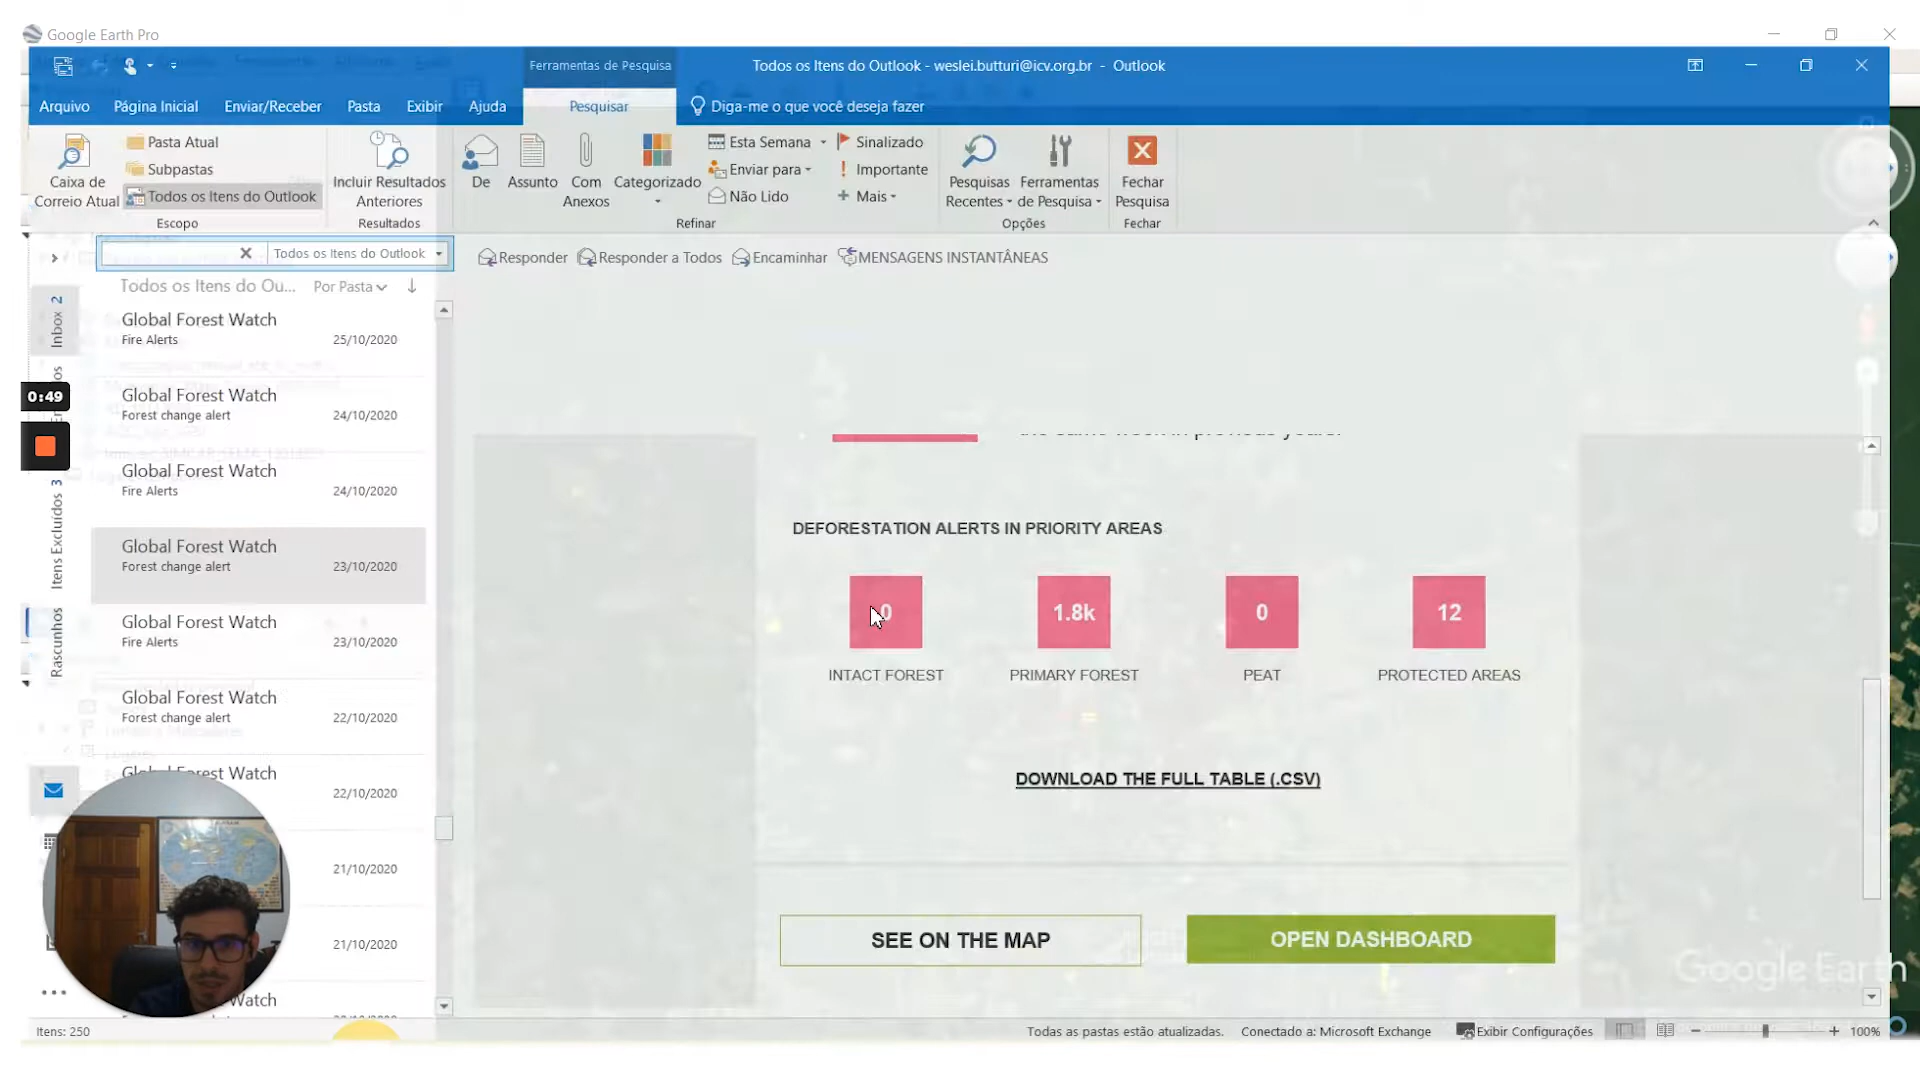 Google Earth Pro
Ferramentas de Pesquisa
Todos os Itens do Outlook - weslei.butturi@icv.org.br - Outlook
Arquivo
Página Inicial
Enviar/Receber
Pasta
Exibir
Ajuda
Pesquisar
Diga-me o que você deseja fazer
Caixa de
Correio Atual
Pasta Atual
Subpastas
Todos os Itens do Outlook
Escopo
Incluir Resultados
Anteriores
Resultados
De
Assunto
Com
Anexos
Categorizado
Esta Semana
Enviar para
Não Lido
Sinalizado
Importante
Mais
Refinar
Pesquisas
Recentes
Ferramentas
de Pesquisa
Opções
Fechar
Pesquisa
Fechar
Todos os Itens do Outlook
Responder
Responder a Todos
Encaminhar
MENSAGENS INSTANTÂNEAS
Todos os Itens do Ou...
Por Pasta
Inbox 2
Itens Excluídos 3
Rascunhos
0:49
Global Forest Watch
Fire Alerts
25/10/2020
Global Forest Watch
Forest change alert
24/10/2020
Global Forest Watch
Fire Alerts
24/10/2020
Global Forest Watch
Forest change alert
23/10/2020
Global Forest Watch
Fire Alerts
23/10/2020
Global Forest Watch
Forest change alert
22/10/2020
Global Forest Watch
22/10/2020
21/10/2020
21/10/2020
Watch
DEFORESTATION ALERTS IN PRIORITY AREAS
0
1.8k
0
12
INTACT FOREST
PRIMARY FOREST
PEAT
PROTECTED AREAS
DOWNLOAD THE FULL TABLE (.CSV)
SEE ON THE MAP
OPEN DASHBOARD
Google Earth
Itens: 250
Todas as pastas estão atualizadas.
Conectado a: Microsoft Exchange
Exibir Configurações
100%